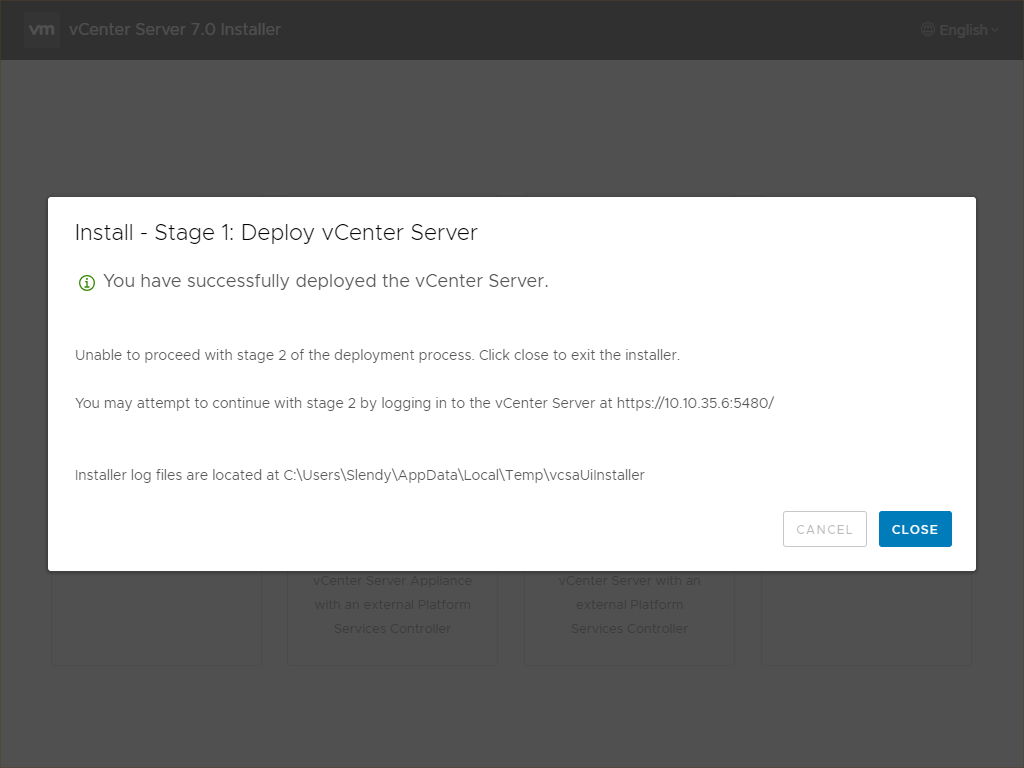 vm vCenter Server 7.0 Installer English
Install - Stage 1: Deploy vCenter Server
You have successfully deployed the vCenter Server.
Unable to proceed with stage 2 of the deployment process. Click close to exit the installer.
You may attempt to continue with stage 2 by logging in to the vCenter Server at https://10.10.35.6:5480/
Installer log files are located at C:\Users\Slendy\AppData\Local\Temp\vcsaUiInstaller
CANCEL CLOSE
vCenter Server Appliance
with an external Platform
Services Controller
vCenter Server with an
external Platform
Services Controller